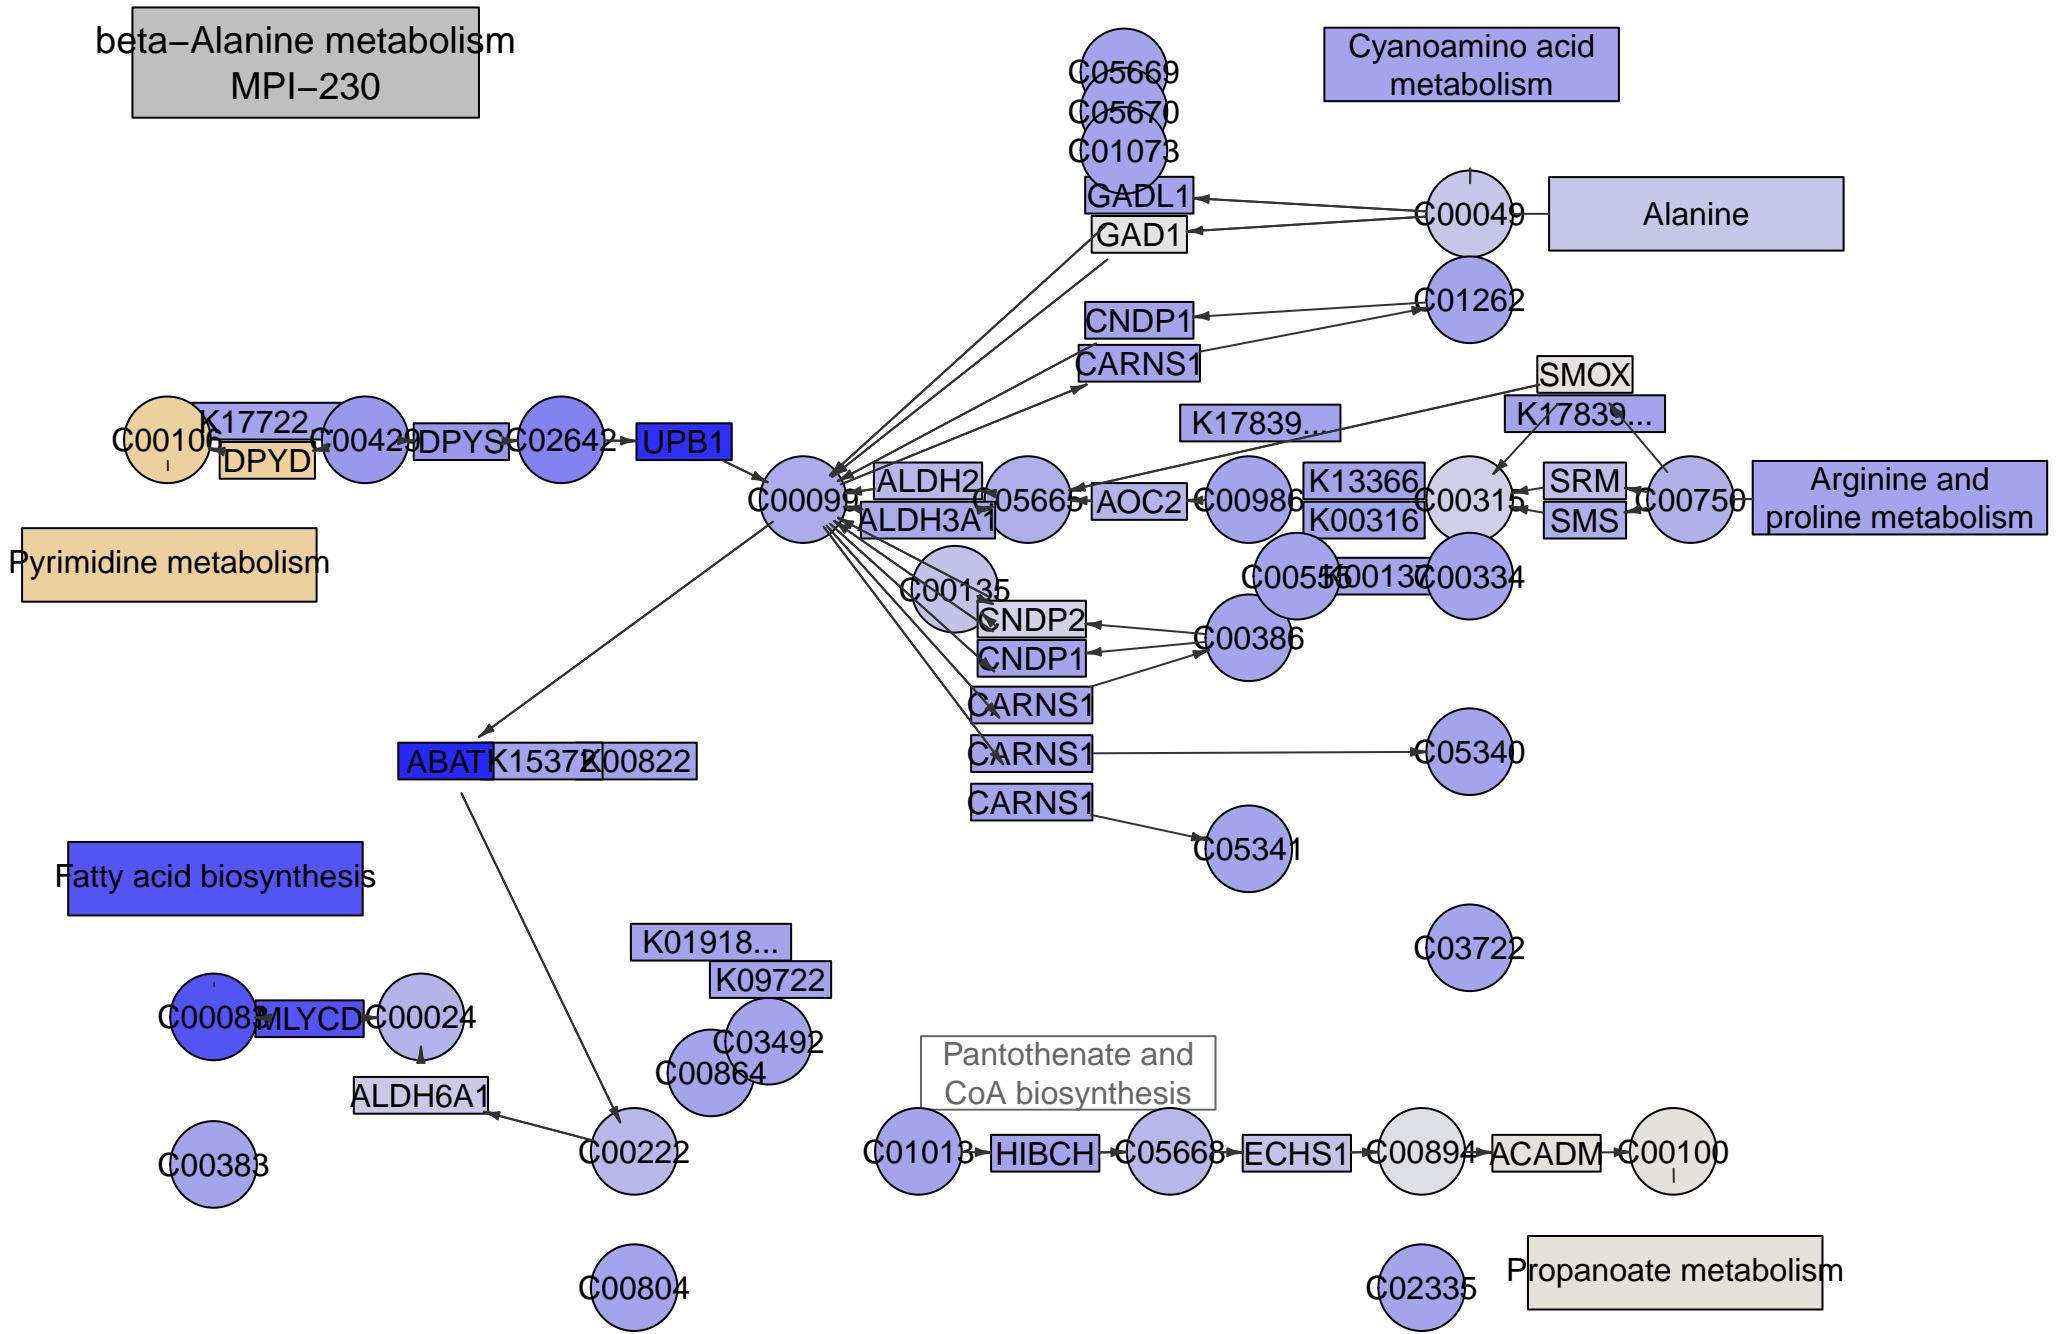 beta−Alanine metabolism
MPI−230
C05669
C05670
C01073
Cyanoamino acid
metabolism
GADL1
GAD1
C00049
Alanine
C01262
CNDP1
CARNS1
SMOX
K17839...
K17839...
C00106
K17722...
DPYD
C00429
DPYS
C02642
UPB1
C00099
ALDH2
ALDH3A1
C05665
AOC2
C00986
K13366
K00316
C00315
SRM
SMS
C00750
Arginine and
proline metabolism
Pyrimidine metabolism
C00135
C00555
K00137
C00334
CNDP2
CNDP1
C00386
CARNS1
CARNS1
CARNS1
C05340
C05341
ABAT
K15372
K00822
Fatty acid biosynthesis
K01918...
K09722
C03722
C00083
MLYCD
C00024
C03492
C00864
Pantothenate and
CoA biosynthesis
ALDH6A1
C00383
C00222
C01013
HIBCH
C05668
ECHS1
C00894
ACADM
C00100
C00804
C02335
Propanoate metabolism